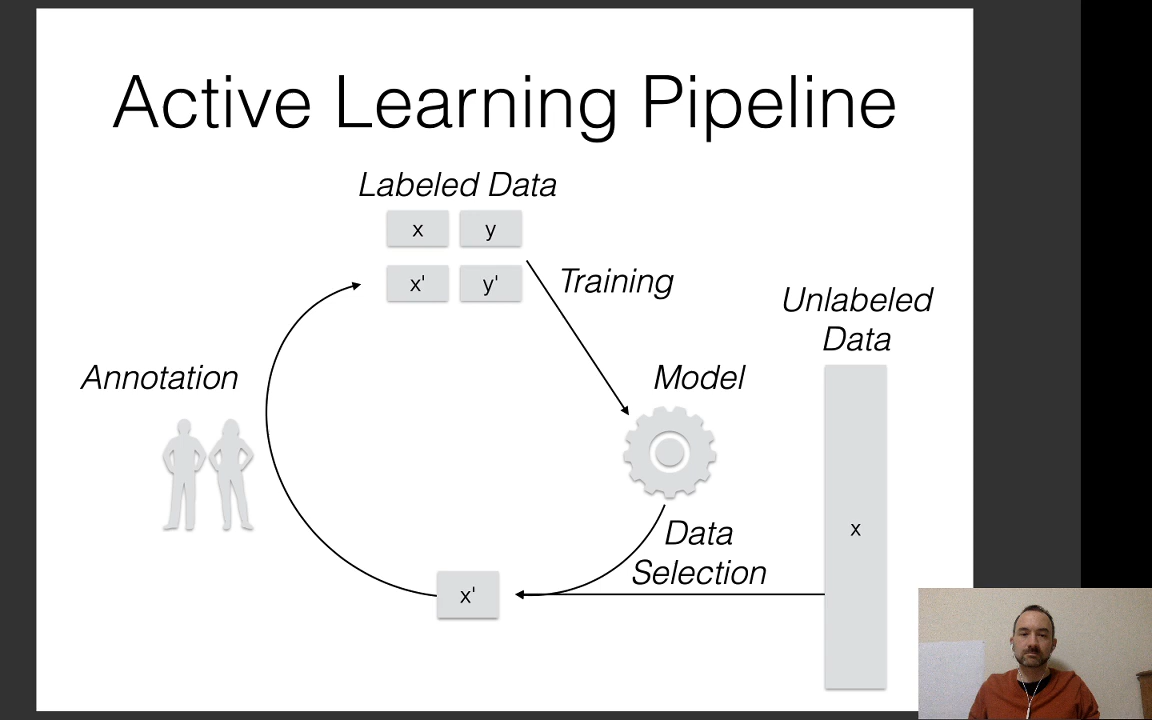 Active Learning Pipeline
Labeled Data
x y
x' y'
Training
Unlabeled
Data
Annotation
Model
Data
Selection
x
x'